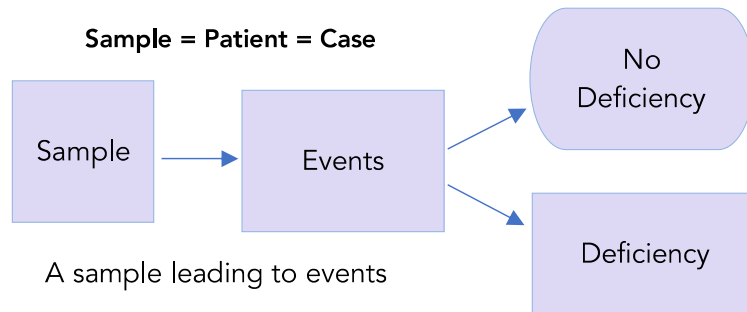 Sample = Patient = Case
No
Deficiency
Sample
Events
Deficiency
A sample leading to events